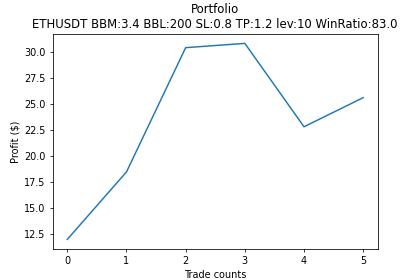 Portfolio
ETHUSDT BBM:3.4 BBL:200 SL:0.8 TP:1.2 lev:10 WinRatio:83.0
Profit ($)
30.0
27.5
25.0
22.5
20.0
17.5
15.0
12.5
0 1 2 3 4 5
Trade counts